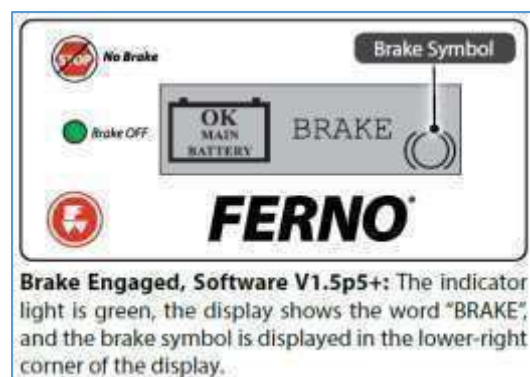 Brake Symbol
STOP No Brake
OK
MAIN
BATTERY
BRAKE
Brake OFF
FERNO®
Brake Engaged, Software V1.5p5+: The indicator
light is green, the display shows the word "BRAKE",
and the brake symbol is displayed in the lower-right
corner of the display.